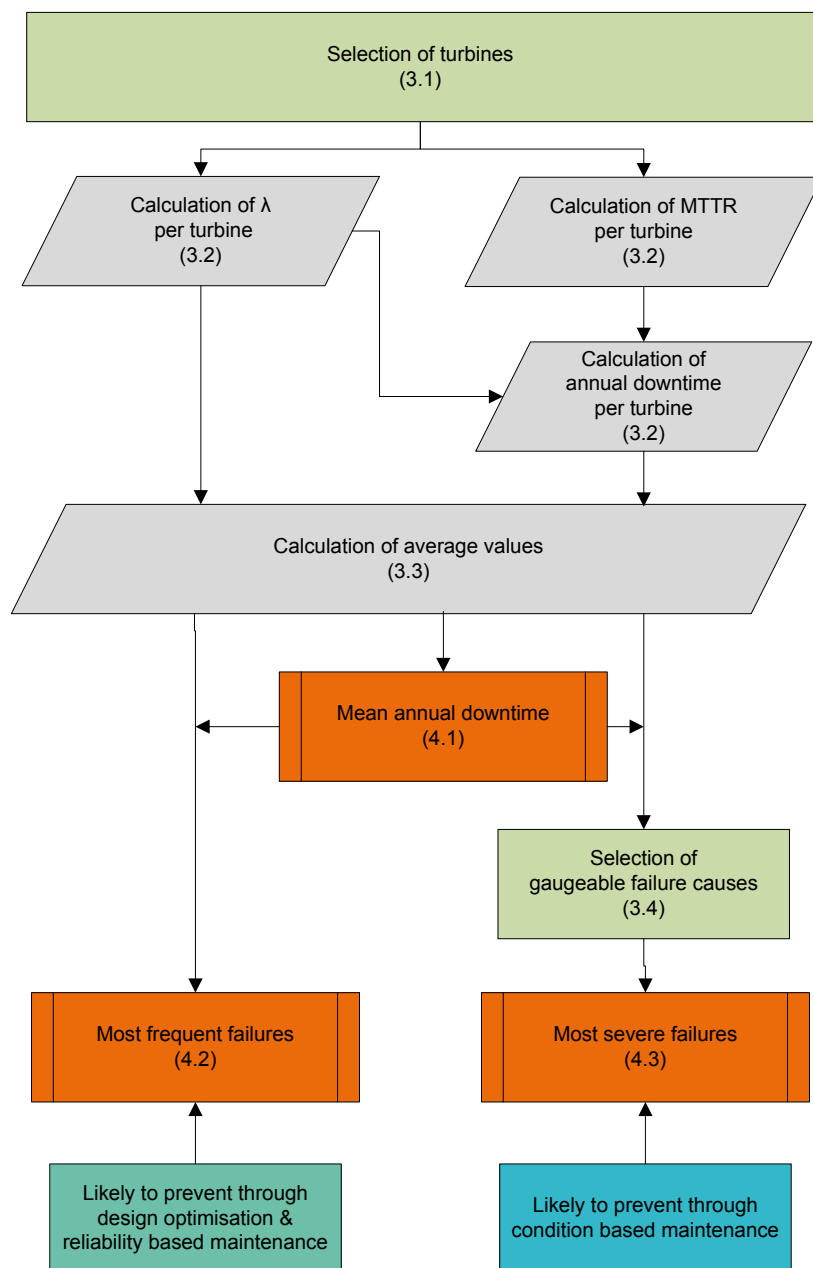 Selection of turbines
(3.1)
Calculation of λ
per turbine
(3.2)
Calculation of MTTR
per turbine
(3.2)
Calculation of
annual downtime
per turbine
(3.2)
Calculation of average values
(3.3)
Mean annual downtime
(4.1)
Selection of
gaugeable failure causes
(3.4)
Most frequent failures
(4.2)
Most severe failures
(4.3)
Likely to prevent through
design optimisation &
reliability based maintenance
Likely to prevent through
condition based maintenance